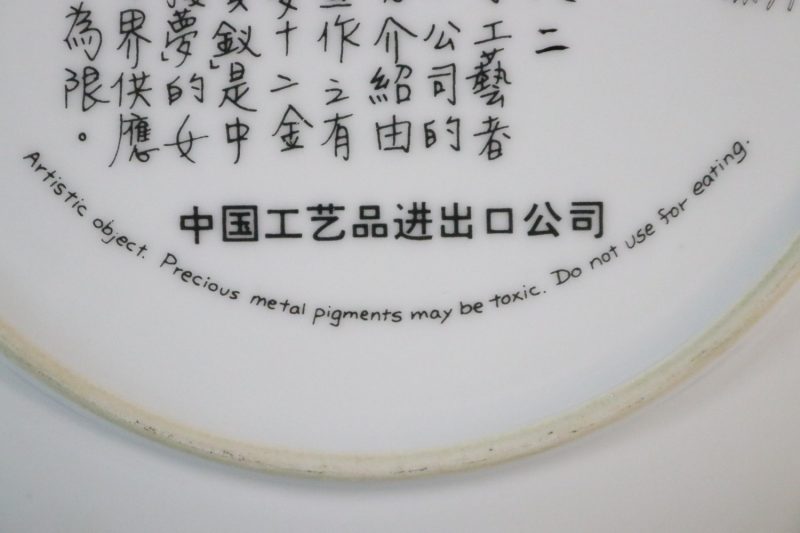 二
工藝者
公司的
介紹由
作之有
十二金
釵」是中
夢」的女
界供應
為限。
中国工艺品进出口公司
Artistic object. Precious metal pigments may be toxic. Do not use for eating.